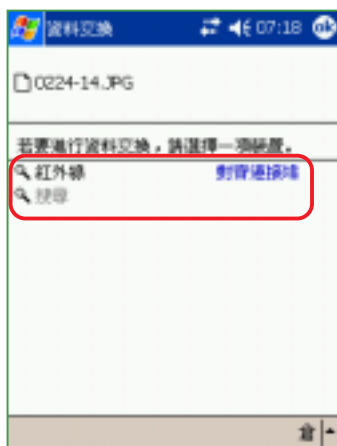 資料交換 07:18 ok
0224-14.JPG
若要進行資料交換，請選擇一項裝置。
紅外線 對齊連接埠
搜尋
倉